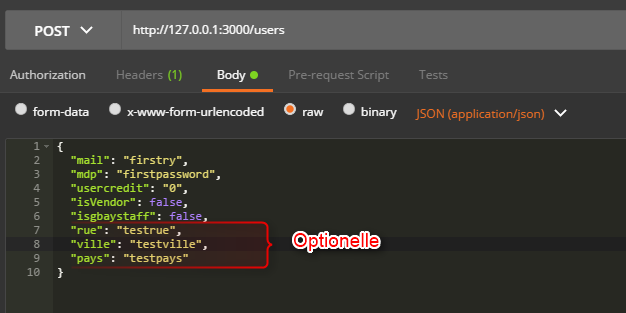 POST http://127.0.0.1:3000/users
Authorization Headers (1) Body Pre-request Script Tests
form-data x-www-form-urlencoded raw binary JSON (application/json)
1 {
2 "mail": "firstry",
3 "mdp": "firstpassword",
4 "usercredit": "0",
5 "isVendor": false,
6 "isgbaystaff": false,
7 "rue": "testrue",
8 "ville": "testville",
9 "pays": "testpays"
10 }
Optionelle